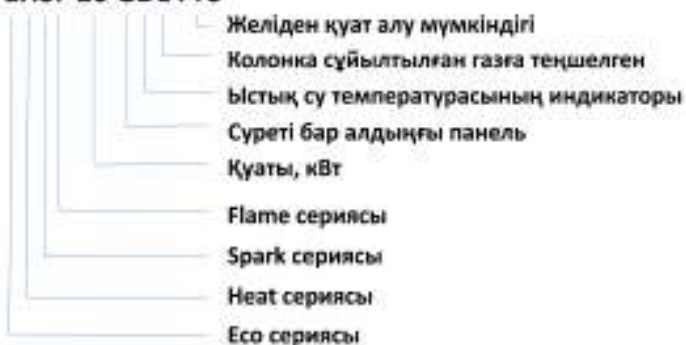 Желіден қуат алу мүмкіндігі
Колонка сұйылтылған газға теңшелген
Ыстық су температурасының индикаторы
Суреті бар алдыңғы панель
Қуаты, кВт
Flame сериясы
Spark сериясы
Heat сериясы
Eco сериясы